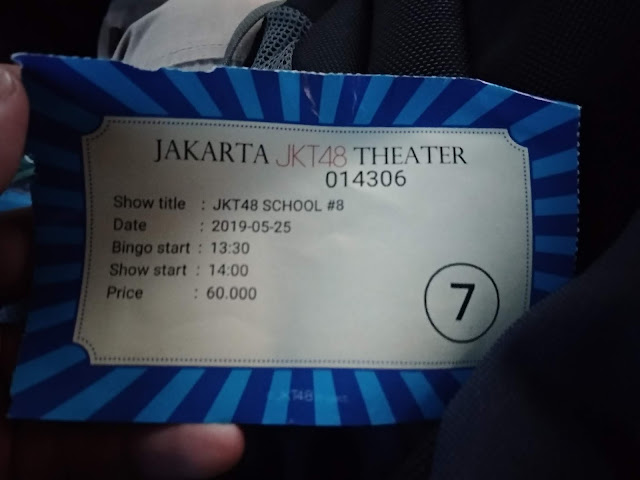 JAKARTA JKT48 THEATER
014306
Show title : JKT48 SCHOOL #8
Date : 2019-05-25
Bingo start : 13:30
Show start : 14:00
Price : 60.000
7
JKT48